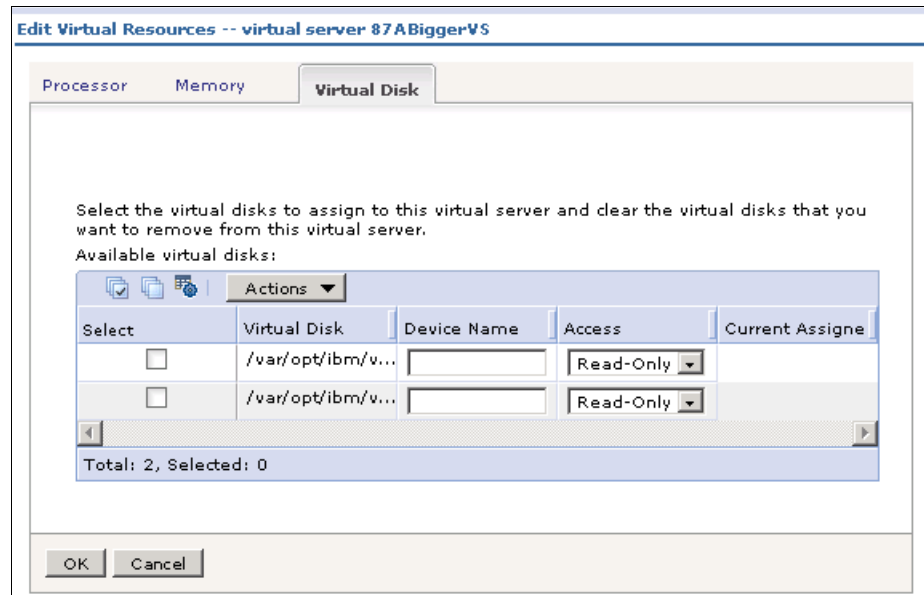 Edit Virtual Resources -- virtual server 87ABiggerVS
Processor Memory Virtual Disk
Select the virtual disks to assign to this virtual server and clear the virtual disks that you
want to remove from this virtual server.
Available virtual disks:
Actions
Select Virtual Disk Device Name Access Current Assigne
/var/opt/ibm/v... Read-Only
/var/opt/ibm/v... Read-Only
Total: 2, Selected: 0
OK Cancel